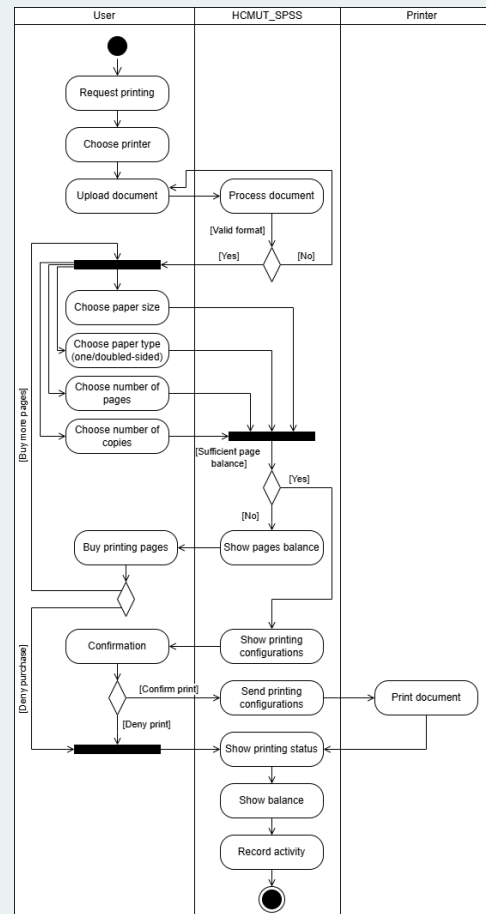 User
HCMUT_SPSS
Printer
Request printing
Choose printer
Upload document
Process document
[Valid format]
[Yes]
[No]
Choose paper size
Choose paper type
(one/doubled-sided)
Choose number of
pages
Choose number of
copies
[Buy more pages]
[Sufficient page
balance]
[Yes]
[No]
Buy printing pages
Show pages balance
Confirmation
Show printing
configurations
[Deny purchase]
[Confirm print]
Send printing
configurations
Print document
[Deny print]
Show printing status
Show balance
Record activity